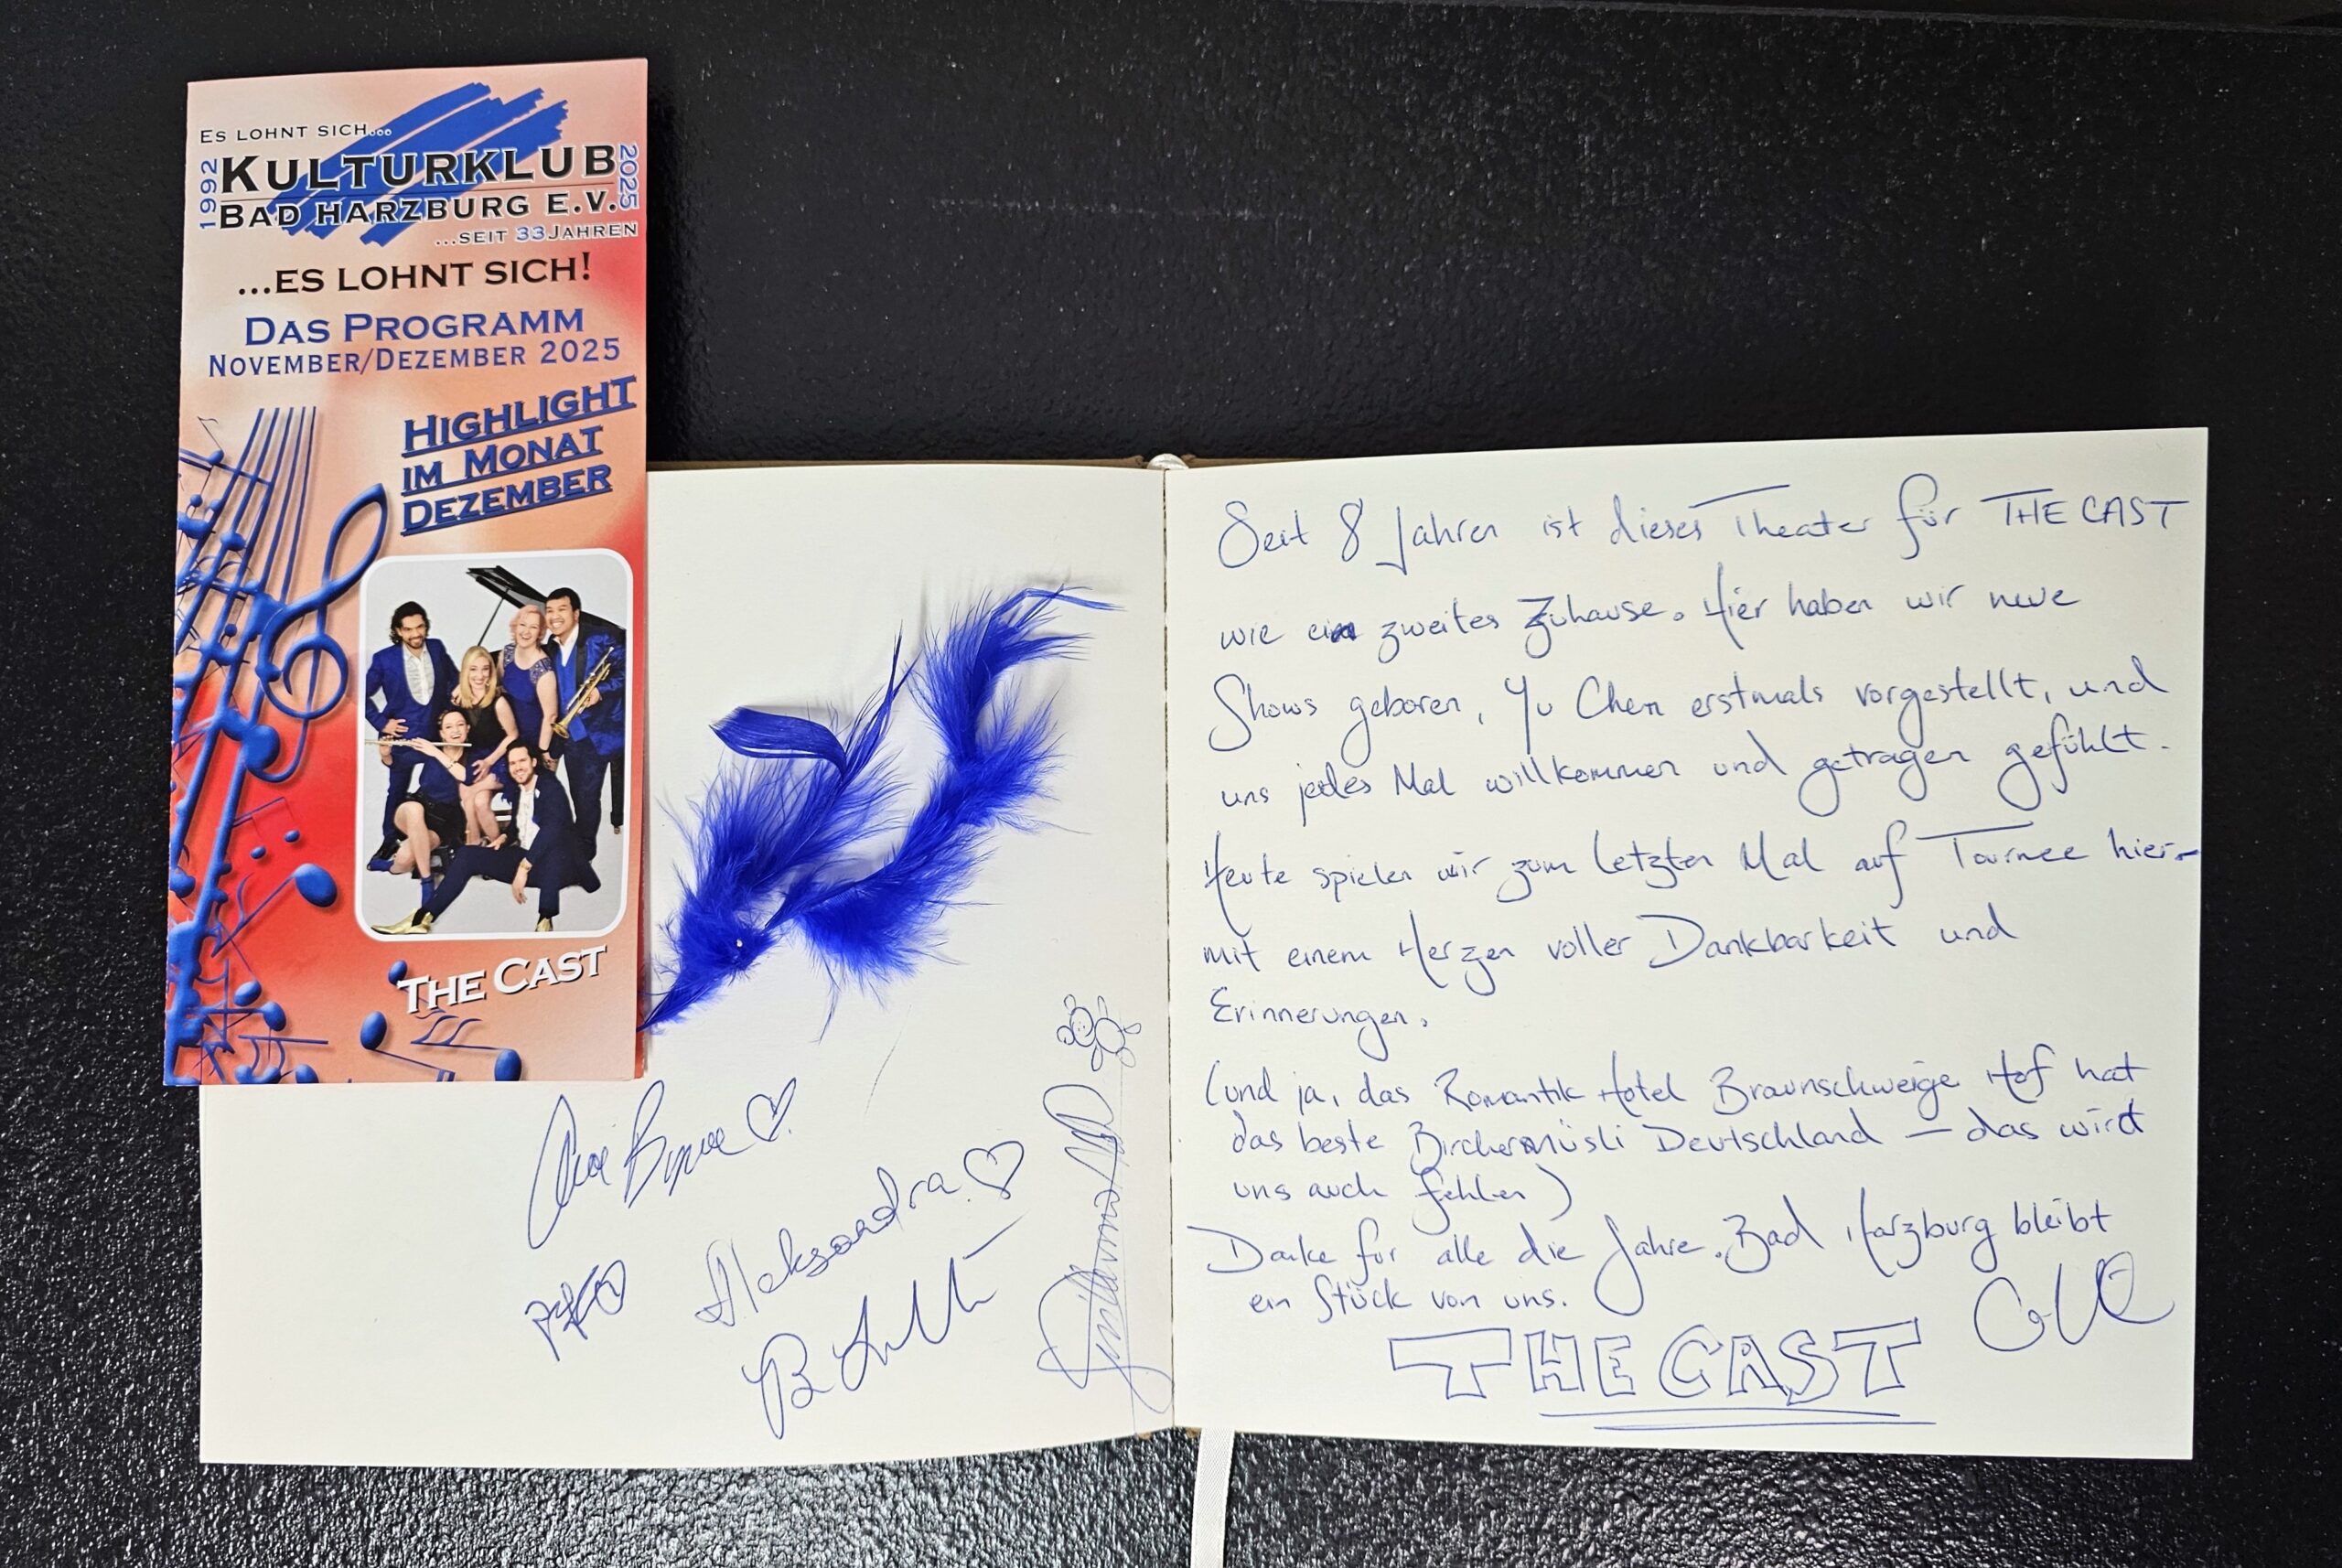 ES LOHNT SICH...
1992
KULTURKLUB
2025
BAD HARZBURG E.V.
...SEIT 33 JAHREN
...ES LOHNT SICH!
DAS PROGRAMM
NOVEMBER/DEZEMBER 2025
HIGHLIGHT
IM MONAT
DEZEMBER
THE CAST
Aleksandra
Seit 8 Jahren ist dieses Theater für THE CAST
wie ein zweites Zuhause. Hier haben wir neue
Shows geboren, Yu Chen erstmals vorgestellt, und
uns jedes Mal willkommen und getragen gefühlt.
Heute spielen wir zum letzten Mal auf Tournee hier–
mit einem Herzen voller Dankbarkeit und
Erinnerungen.
(und ja, das Romantik Hotel Braunschweige Hof hat
das beste Birchermüsli Deutschland – das wird
uns auch fehlen)
Danke für alle die Jahre. Bad Harzburg bleibt
ein Stück von uns.
THE CAST